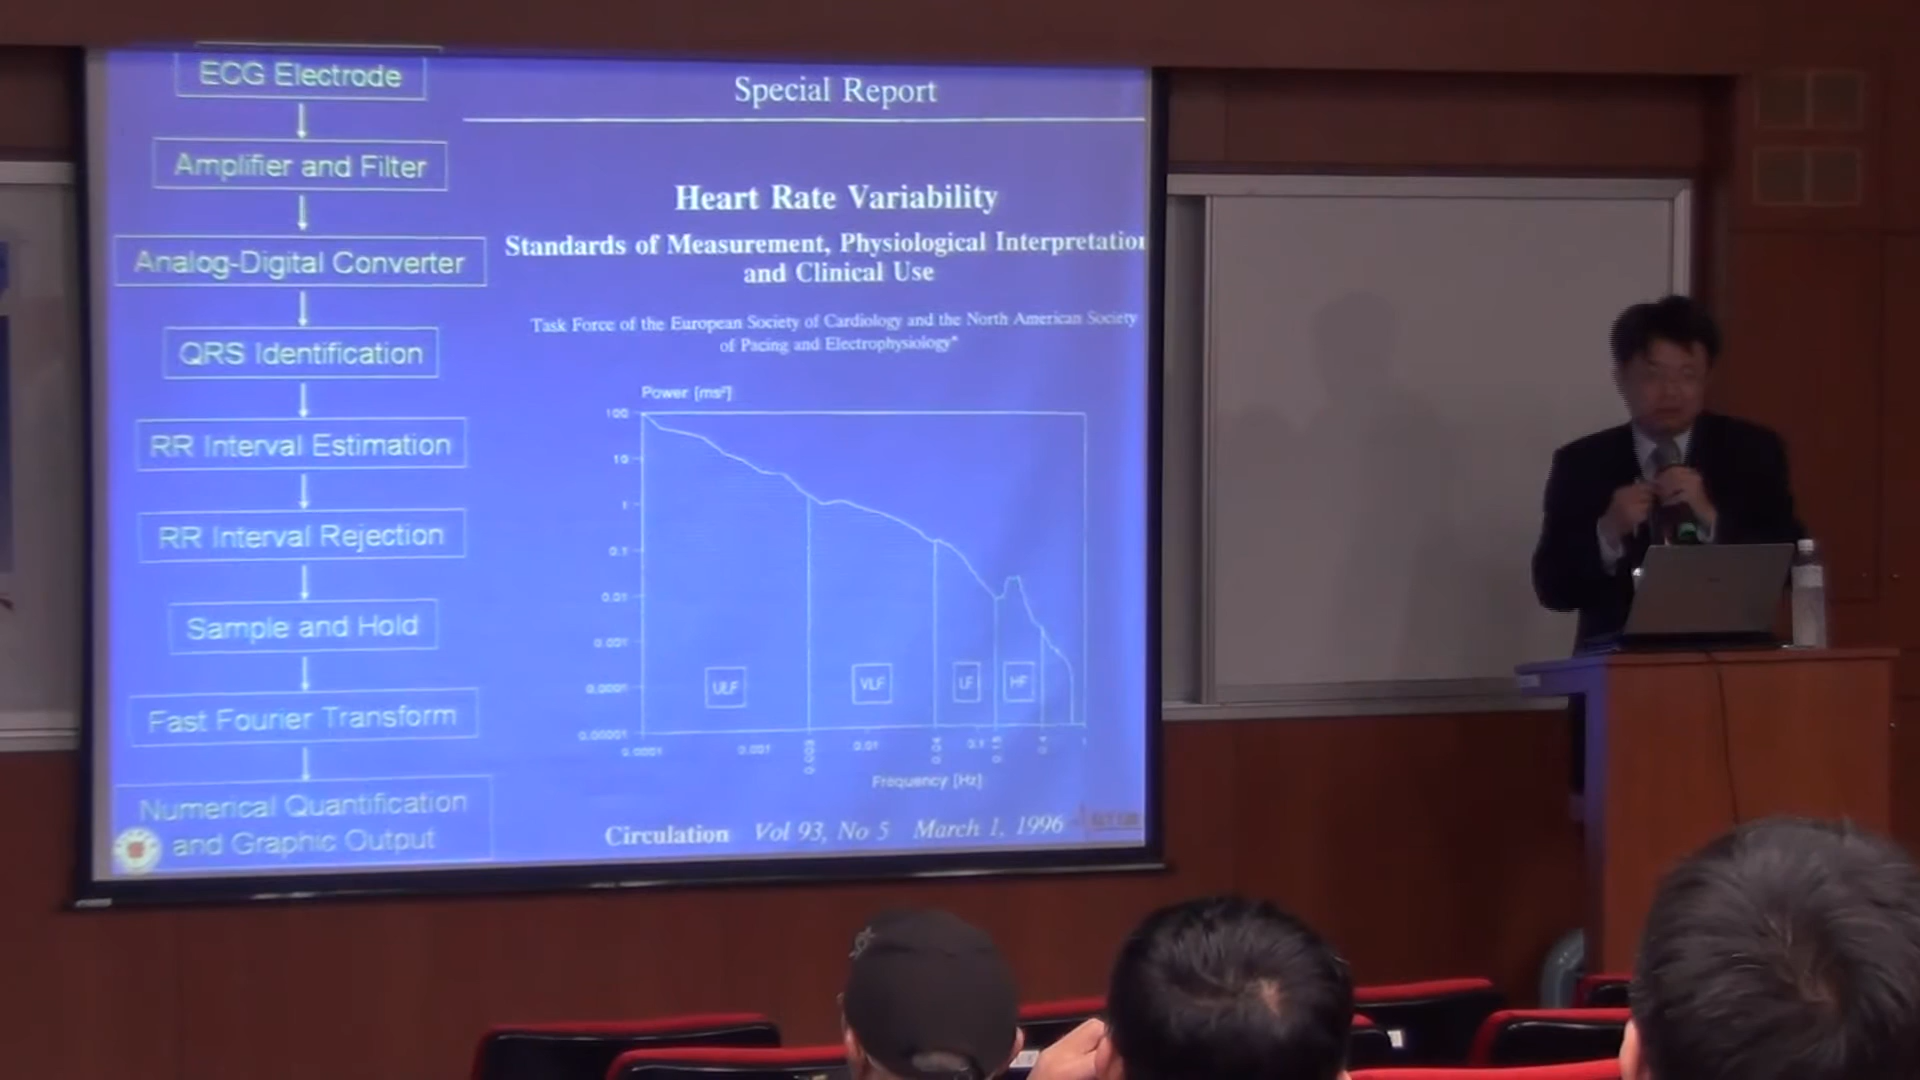 ECG Electrode
Amplifier and Filter
Analog-Digital Converter
QRS Identification
RR Interval Estimation
RR Interval Rejection
Sample and Hold
Fast Fourier Transform
Numerical Quantification
and Graphic Output
Special Report
Heart Rate Variability
Standards of Measurement, Physiological Interpretation
and Clinical Use
Task Force of the European Society of Cardiology and the North American Society
of Pacing and Electrophysiology*
Power [ms²]
100
10
1
0.1
0.01
0.001
0.0001
0.00001
ULF
VLF
LF
HF
0.0001
0.001
0.003
0.01
0.04
0.1
0.15
0.4
1
Frequency [Hz]
Circulation Vol 93, No 5 March 1, 1996